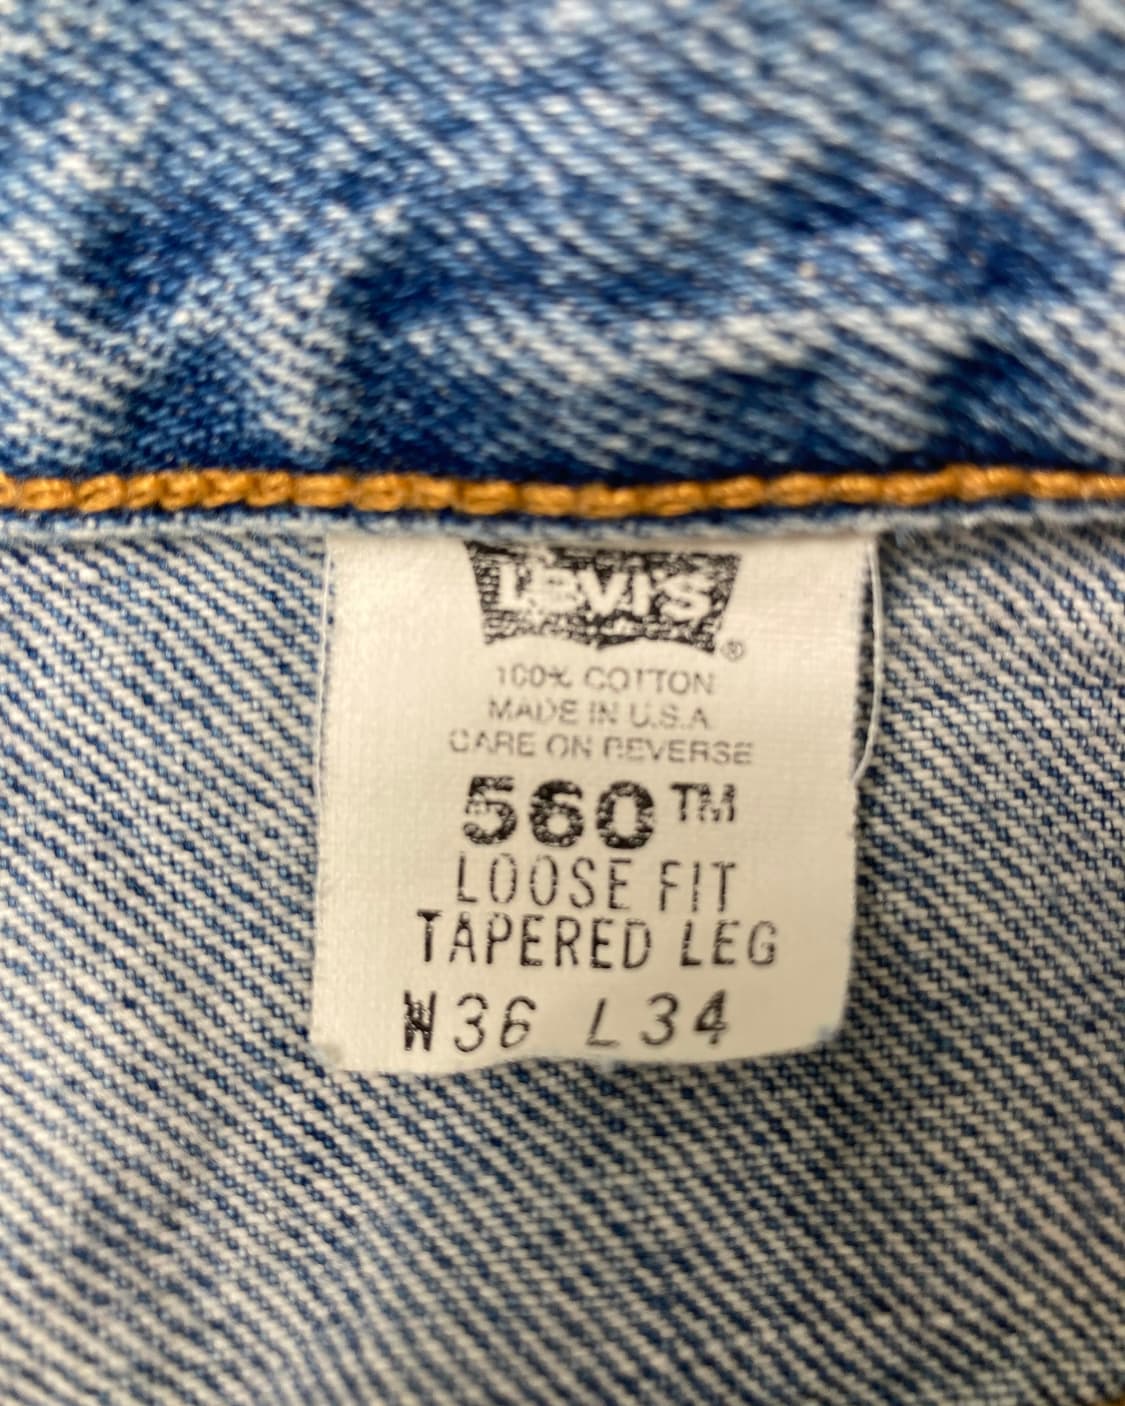 LEVI'S ®
100% COTTON
MADE IN U.S.A.
CARE ON REVERSE
560™
LOOSE FIT
TAPERED LEG
W36 L34